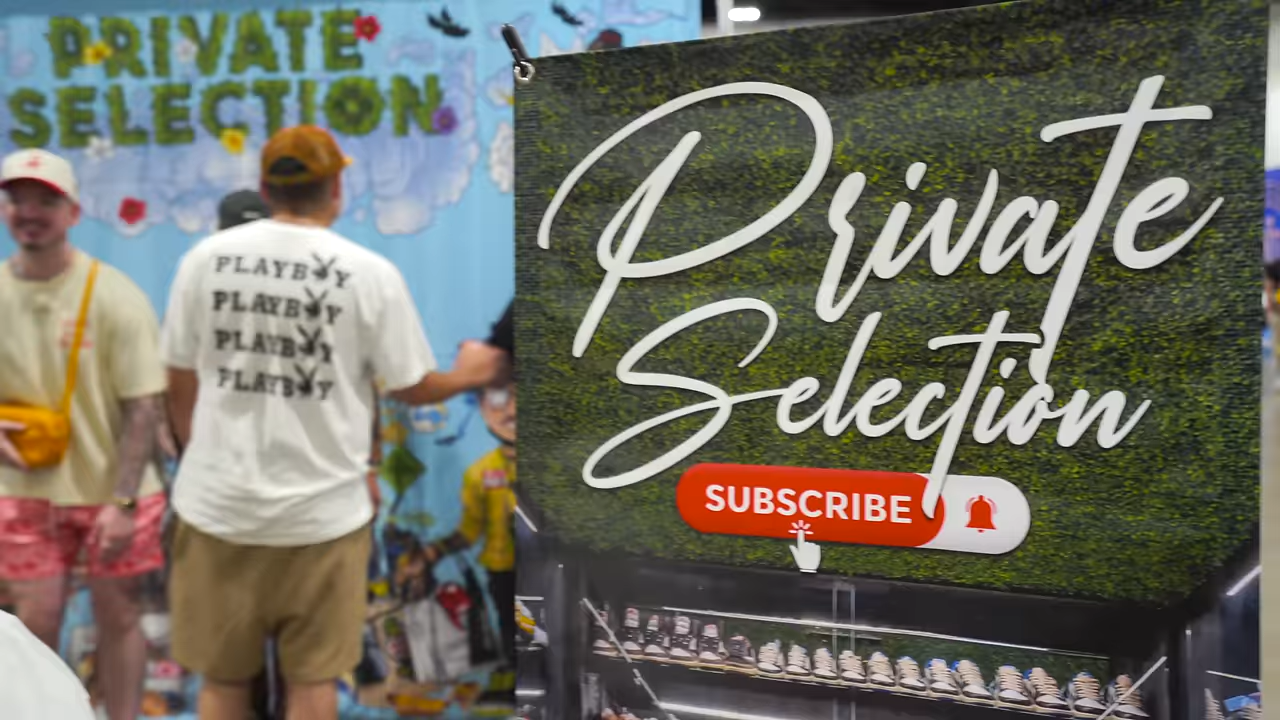 PRIVATE
SELECTION
PLAYBOY
PLAYBOY
PLAYBOY
PLAYBOY
Private
Selection
SUBSCRIBE